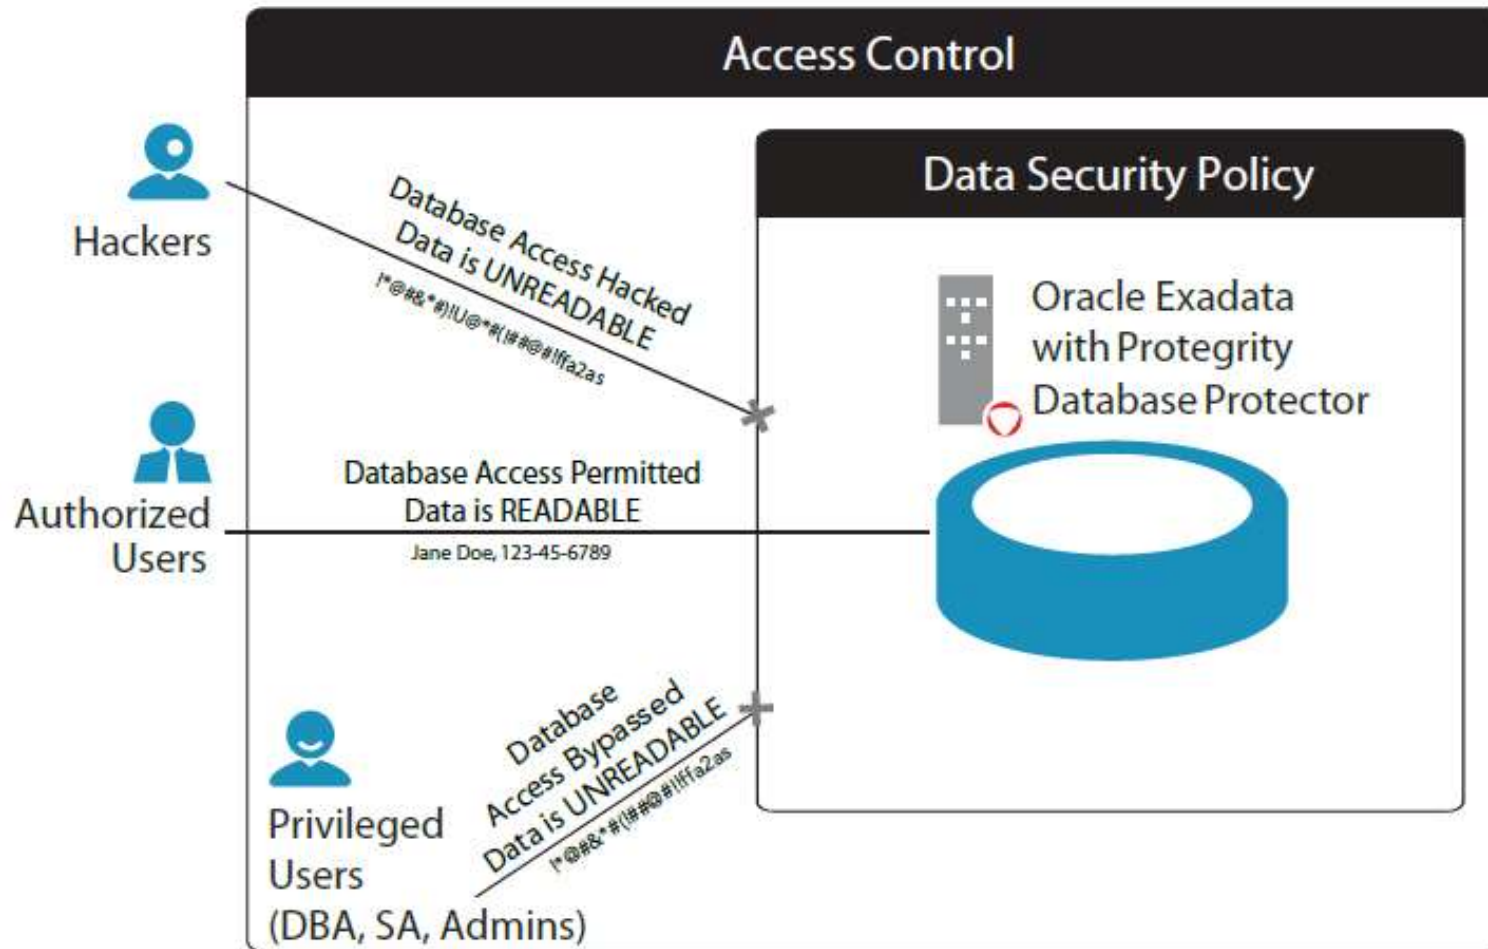 Access Control
Data Security Policy
Hackers
Database Access Hacked
Data is UNREADABLE
!*@#&*#)!U@*#(!##@#!ffa2as
Oracle Exadata
with Protegrity
Database Protector
Authorized
Users
Database Access Permitted
Data is READABLE
Jane Doe, 123-45-6789
Database
Access Bypassed
Data is UNREADABLE
!*@#&*#(!##@#!!ffa2as
Privileged
Users
(DBA, SA, Admins)